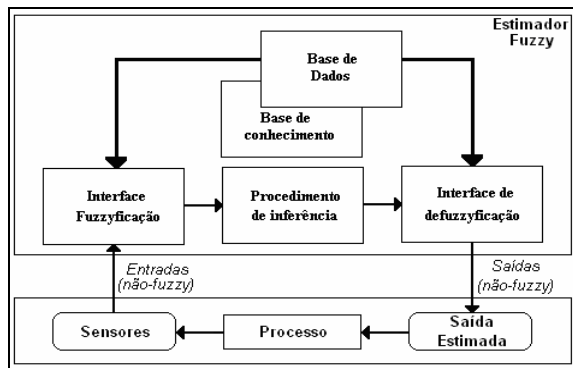 Estimador
Fuzzy
Base de
Dados
Base de
conhecimento
Interface
Fuzzyficação
Procedimento
de inferência
Interface de
defuzzyficação
Entradas
(não-fuzzy)
Saídas
(não-fuzzy)
Sensores
Processo
Saída
Estimada